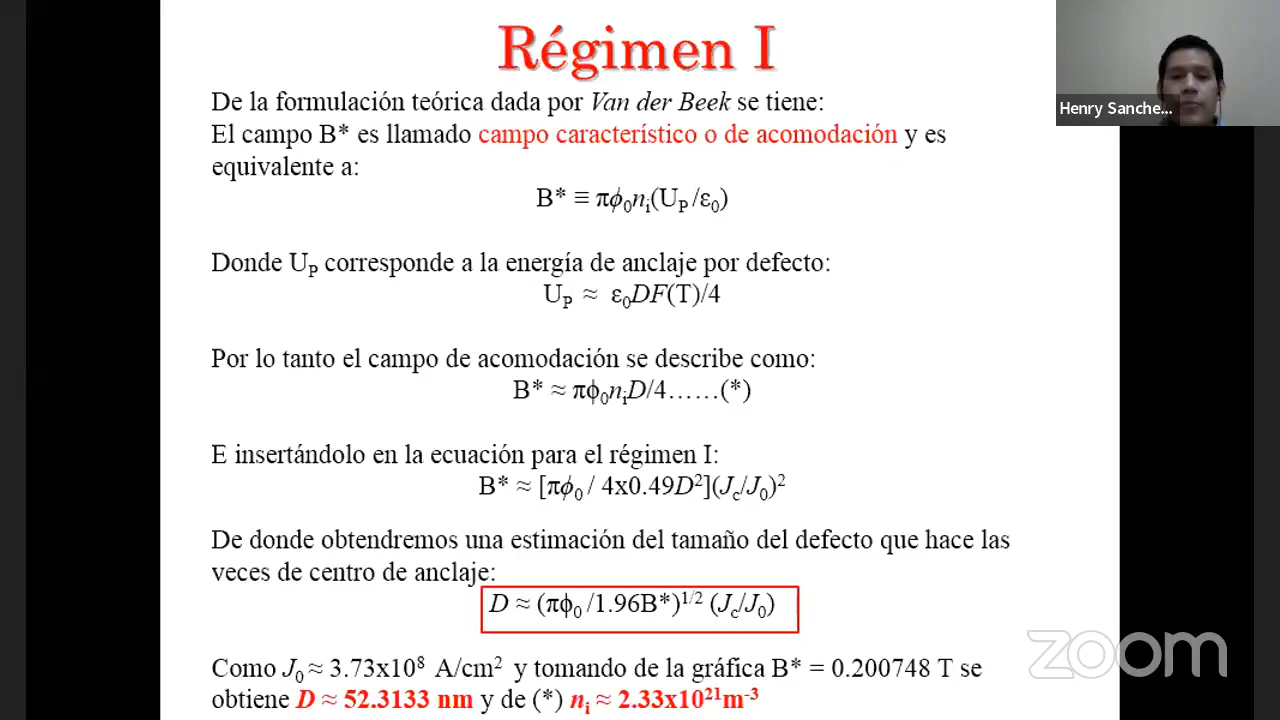 Régimen I
De la formulación teórica dada por Van der Beek se tiene:
El campo B* es llamado campo característico o de acomodación y es
equivalente a:
B* ≡ πϕ₀nᵢ(U_P /ε₀)
Donde U_P corresponde a la energía de anclaje por defecto:
U_P ≈ ε₀DF(T)/4
Por lo tanto el campo de acomodación se describe como:
B* ≈ πϕ₀nᵢD/4……(*)
E insertándolo en la ecuación para el régimen I:
B* ≈ [πϕ₀ / 4x0.49D²](J_c/J₀)²
De donde obtendremos una estimación del tamaño del defecto que hace las
veces de centro de anclaje:
D ≈ (πϕ₀ /1.96B*)^1/2 (J_c/J₀)
Como J₀ ≈ 3.73x10⁸ A/cm² y tomando de la gráfica B* = 0.200748 T se
obtiene D ≈ 52.3133 nm y de (*) nᵢ ≈ 2.33x10²¹m⁻³
Henry Sanche...
zoom